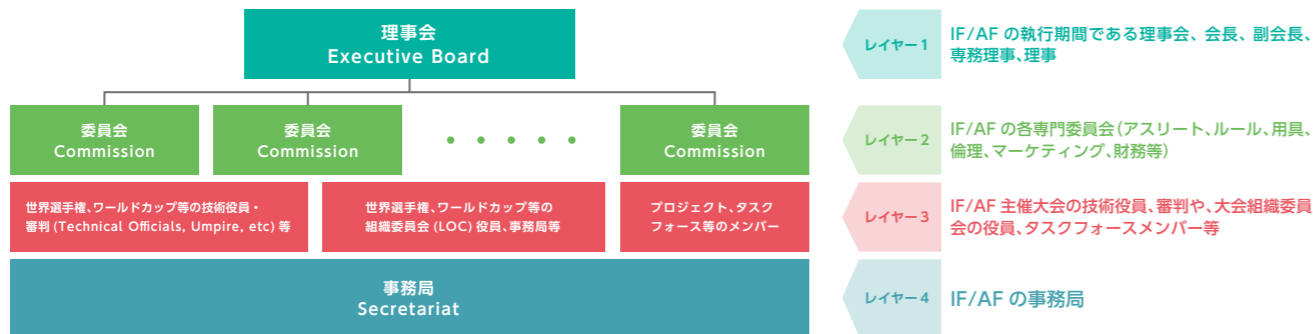 理事会
Executive Board
レイヤー1
IF/AF の執行期間である理事会、会長、副会長、
専務理事、理事
委員会
Commission
委員会
Commission
委員会
Commission
レイヤー2
IF/AF の各専門委員会(アスリート、ルール、用具、
倫理、マーケティング、財務等)
世界選手権、ワールドカップ等の技術役員・
審判 (Technical Officials, Umpire, etc) 等
世界選手権、ワールドカップ等の
組織委員会 (LOC) 役員、事務局等
プロジェクト、タスク
フォース等のメンバー
レイヤー3
IF/AF 主催大会の技術役員、審判や、大会組織委員
会の役員、タスクフォースメンバー等
事務局
Secretariat
レイヤー4
IF/AF の事務局